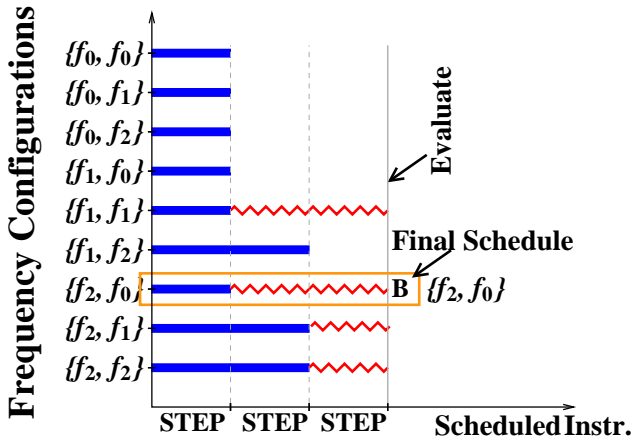 Frequency Configurations
{f0, f0}
{f0, f1}
{f0, f2}
{f1, f0}
{f1, f1}
{f1, f2}
{f2, f0}
{f2, f1}
{f2, f2}
Evaluate
Final Schedule
B {f2, f0}
STEP STEP STEP Scheduled Instr.